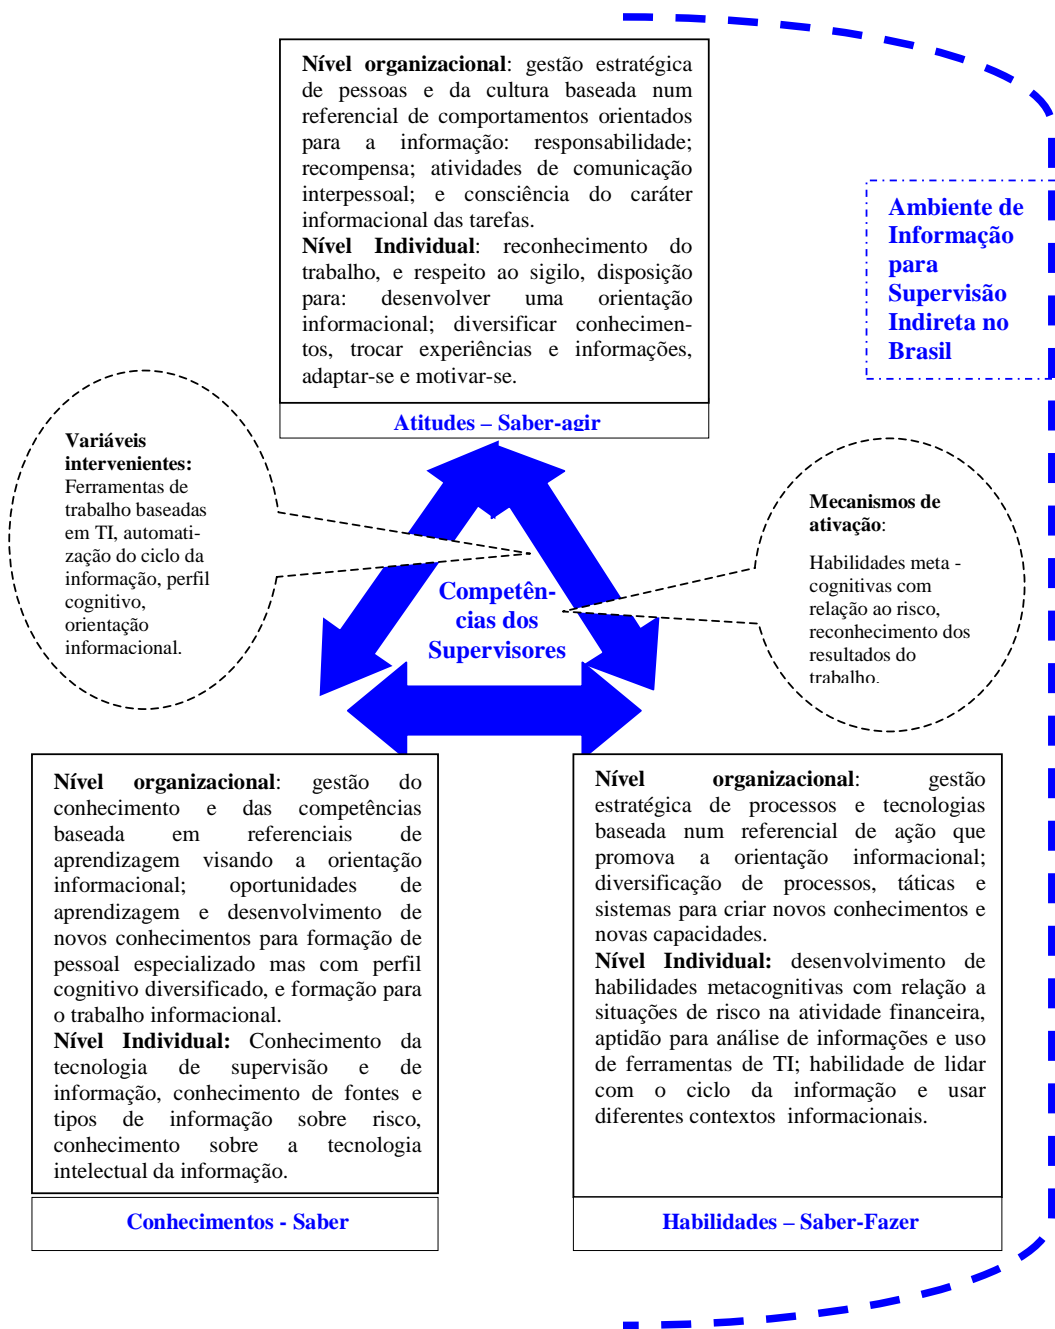 Nível organizacional: gestão estratégica
de pessoas e da cultura baseada num
referencial de comportamentos orientados
para a informação: responsabilidade;
recompensa; atividades de comunicação
interpessoal; e consciência do caráter
informacional das tarefas.
Nível Individual: reconhecimento do
trabalho, e respeito ao sigilo, disposição
para: desenvolver uma orientação
informacional; diversificar conhecimen-
tos, trocar experiências e informações,
adaptar-se e motivar-se.
Atitudes – Saber-agir
Ambiente de
Informação
para
Supervisão
Indireta no
Brasil
Variáveis
intervenientes:
Ferramentas de
trabalho baseadas
em TI, automati-
zação do ciclo da
informação, perfil
cognitivo,
orientação
informacional.
Competên-
cias dos
Supervisores
Mecanismos de
ativação:
Habilidades meta -
cognitivas com
relação ao risco,
reconhecimento dos
resultados do
trabalho.
Nível organizacional: gestão do
conhecimento e das competências
baseada em referenciais de
aprendizagem visando a orientação
informacional; oportunidades de
aprendizagem e desenvolvimento de
novos conhecimentos para formação de
pessoal especializado mas com perfil
cognitivo diversificado, e formação para
o trabalho informacional.
Nível Individual: Conhecimento da
tecnologia de supervisão e de
informação, conhecimento de fontes e
tipos de informação sobre risco,
conhecimento sobre a tecnologia
intelectual da informação.
Conhecimentos - Saber
Nível organizacional: gestão
estratégica de processos e tecnologias
baseada num referencial de ação que
promova a orientação informacional;
diversificação de processos, táticas e
sistemas para criar novos conhecimentos e
novas capacidades.
Nível Individual: desenvolvimento de
habilidades metacognitivas com relação a
situações de risco na atividade financeira,
aptidão para análise de informações e uso
de ferramentas de TI; habilidade de lidar
com o ciclo da informação e usar
diferentes contextos informacionais.
Habilidades – Saber-Fazer